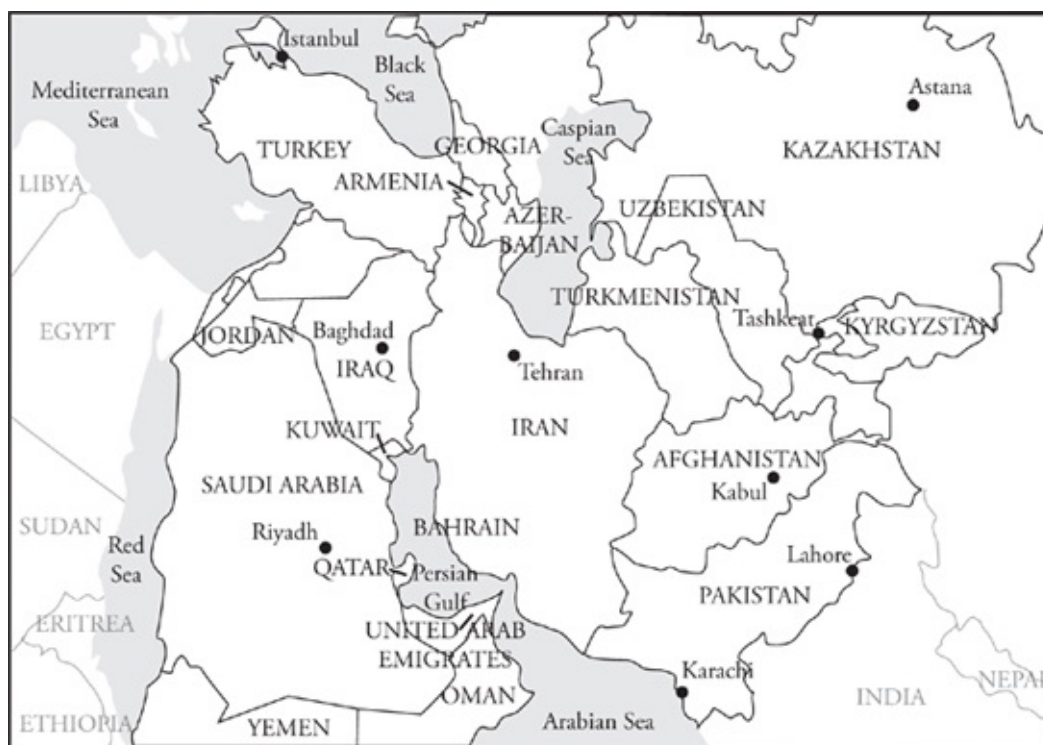 Istanbul
Black
Sea
Mediterranean
Sea
Astana
Caspian
Sea
GEORGIA
TURKEY
KAZAKHSTAN
ARMENIA
LIBYA
AZER-
BAIJAN
UZBEKISTAN
TURKMENISTAN
EGYPT
JORDAN
Baghdad
IRAQ
Tashkeat
KYRGYZSTAN
Tehran
KUWAIT
IRAN
AFGHANISTAN
Kabul
SAUDI ARABIA
SUDAN
Red
Sea
Riyadh
BAHRAIN
QATAR
Persian
Gulf
Lahore
PAKISTAN
ERITREA
UNITED ARAB
EMIGRATES
OMAN
Karachi
INDIA
NEPAL
ETHIOPIA
YEMEN
Arabian Sea